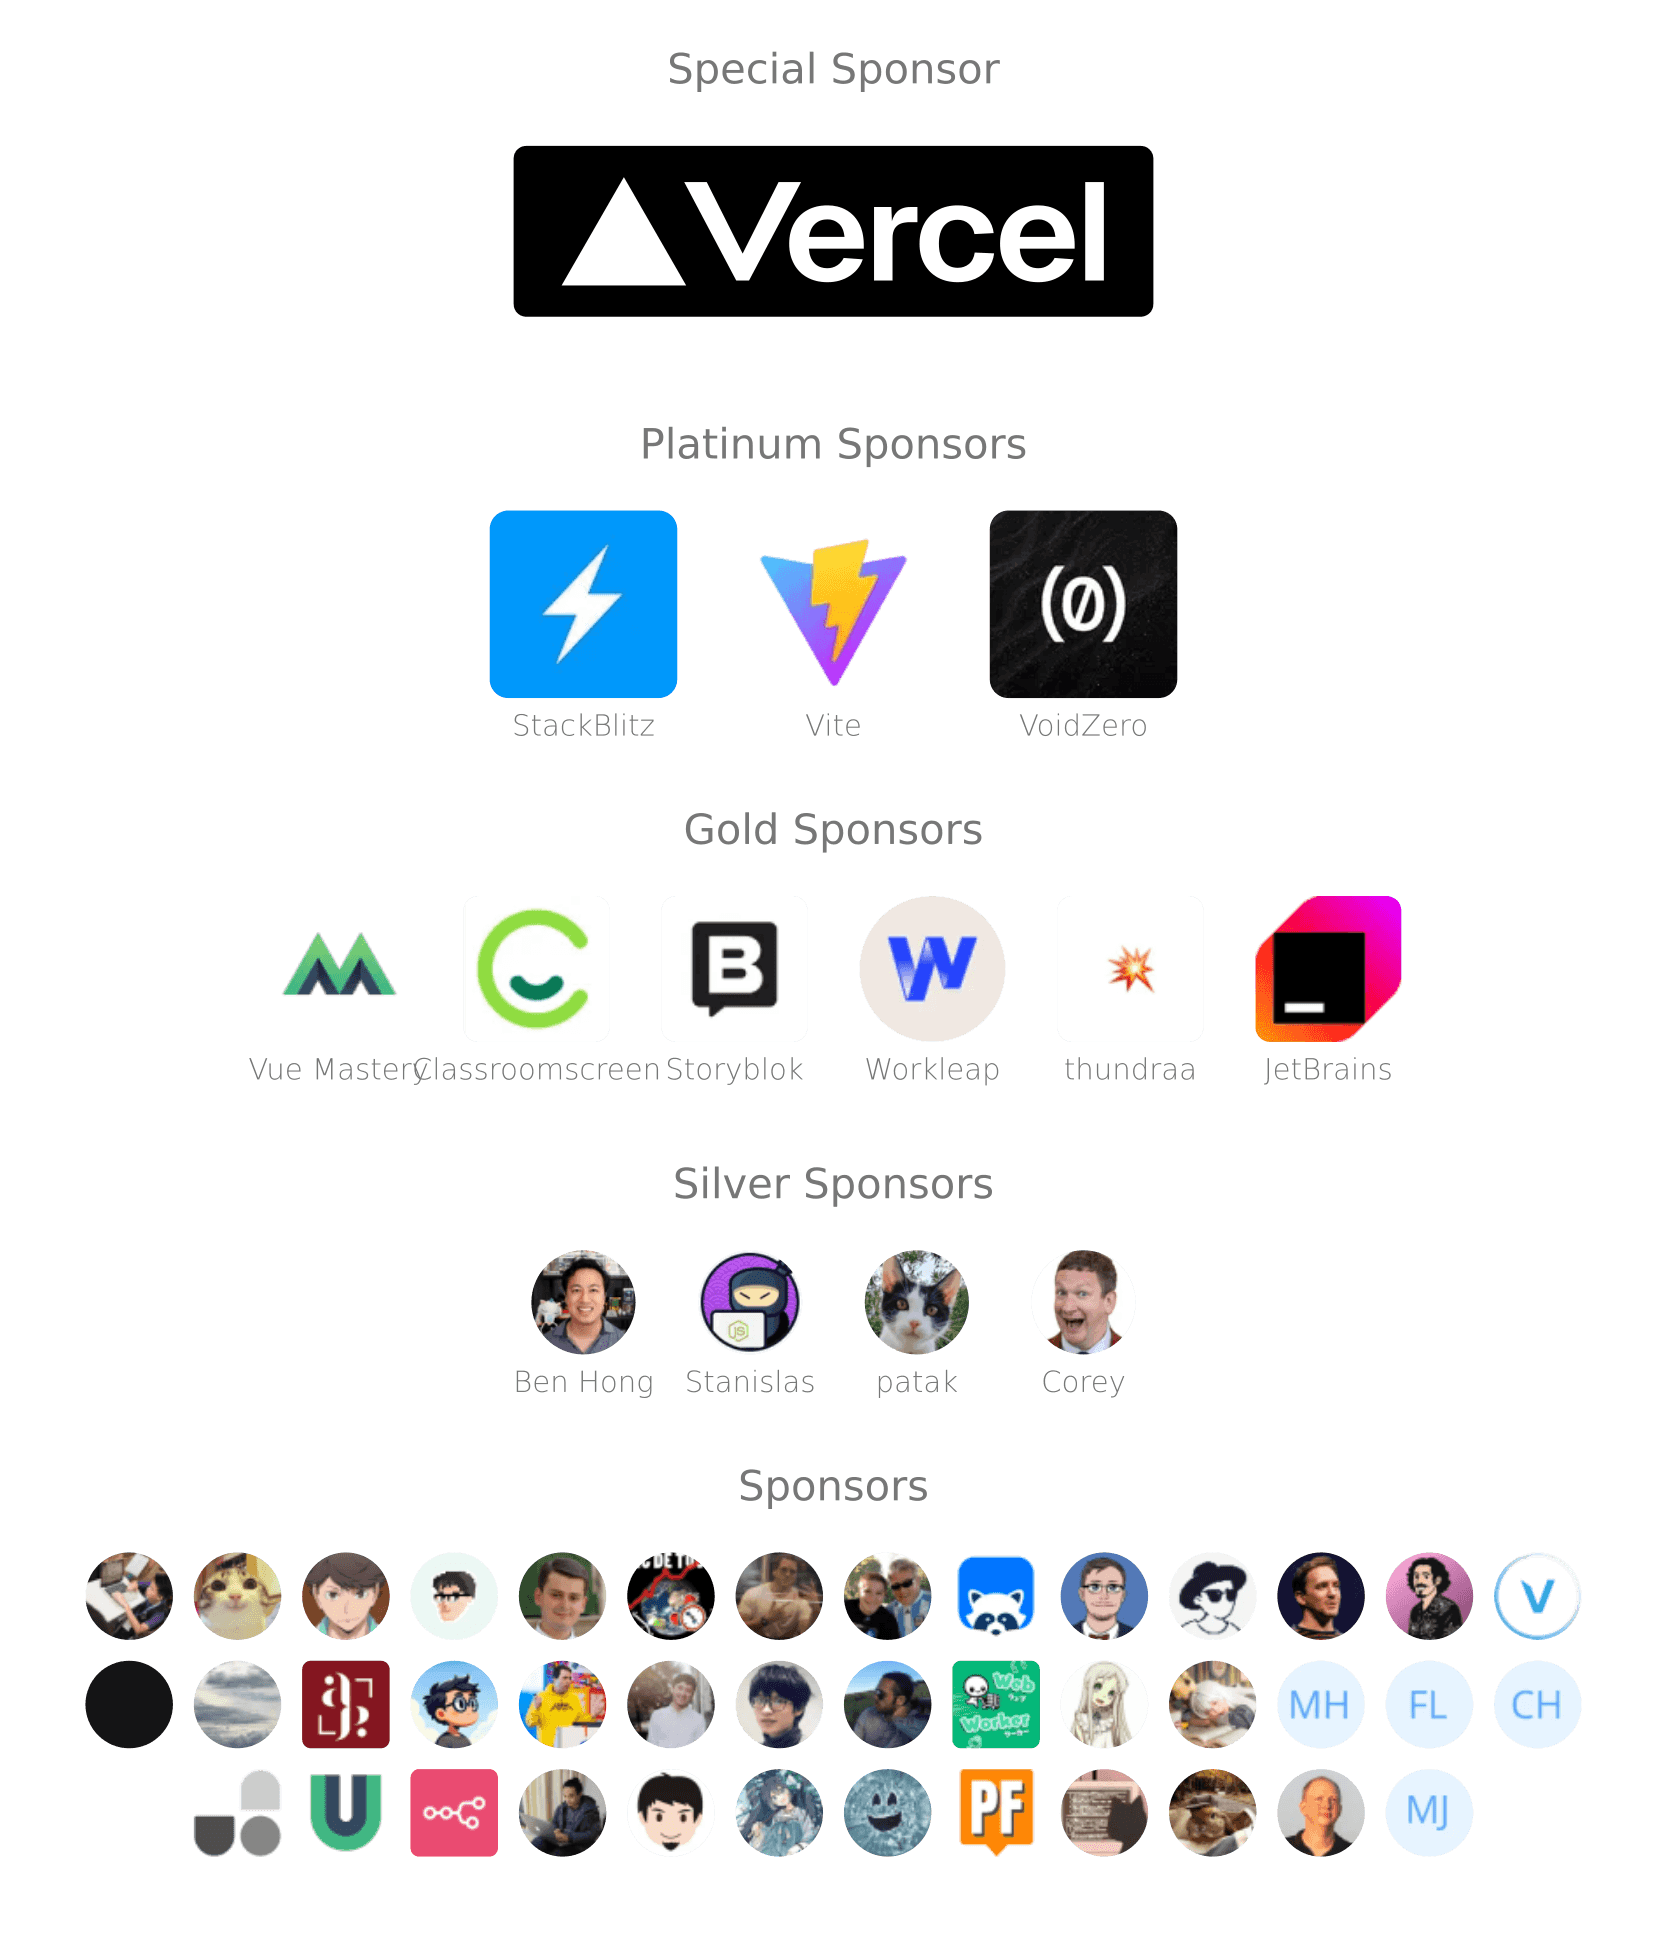 Special Sponsor
Vercel
Platinum Sponsors
StackBlitz Vite VoidZero
Gold Sponsors
Vue Mastery Classroomscreen Storyblok Workleap thundraa JetBrains
Silver Sponsors
Ben Hong Stanislas patak Corey
Sponsors
MH FL CH
Web
Worker
PF
MJ